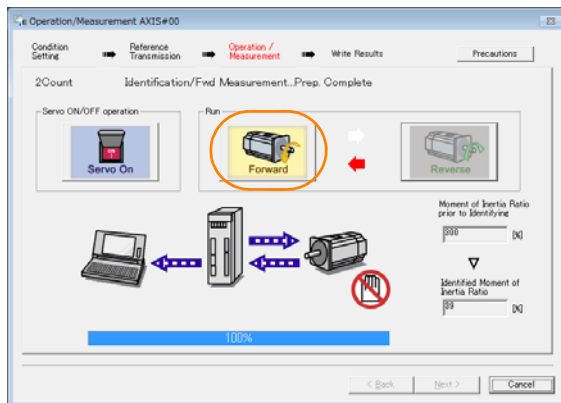 Operation/Measurement AXIS#00
Condition Setting
Reference Transmission
Operation / Measurement
Write Results
Precautions
2Count
Identification/Fwd Measurement...Prep. Complete
Servo ON/OFF operation
Run
Servo On
Forward
Reverse
Moment of Inertia Ratio
prior to Identifying
300 [%]
Identified Moment of
Inertia Ratio
99 [%]
100%
< Back
Next >
Cancel